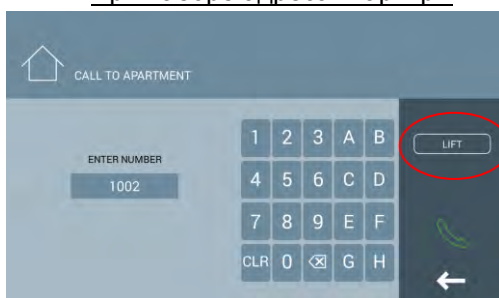 CALL TO APARTMENT
1 2 3 A B
LIFT
ENTER NUMBER
1002
4 5 6 C D
7 8 9 E F
CLR 0 G H